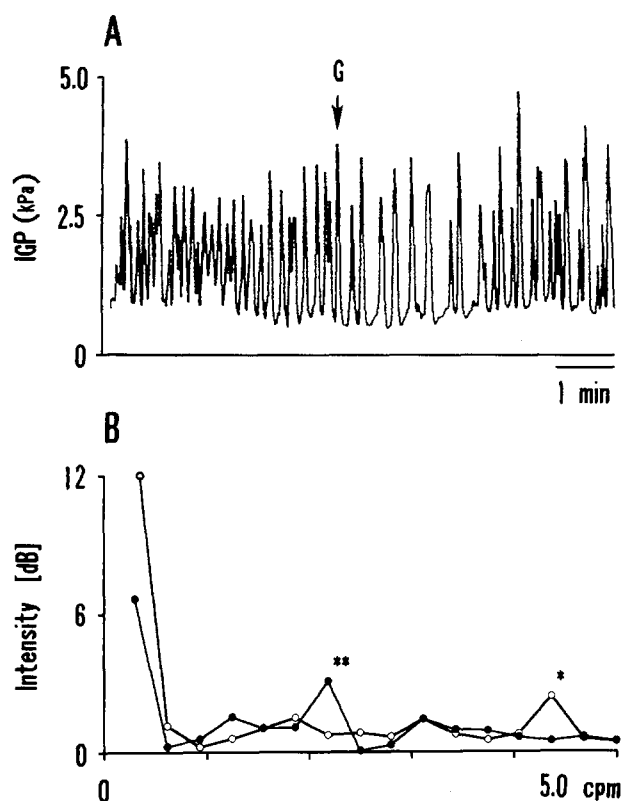 A
G
5.0
2.5
0
IGP (kPa)
1 min
B
12
6
0
Intensity [dB]
**
*
0
5.0 cpm